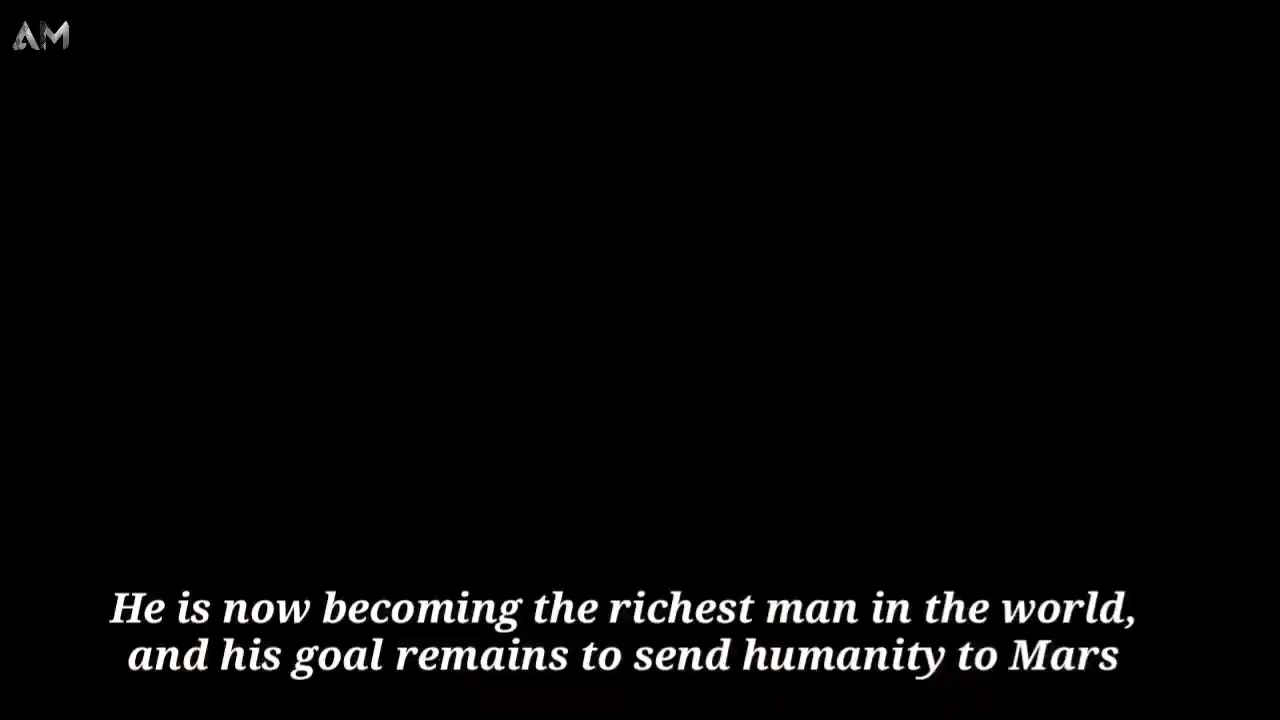 AM
He is now becoming the richest man in the world,
and his goal remains to send humanity to Mars